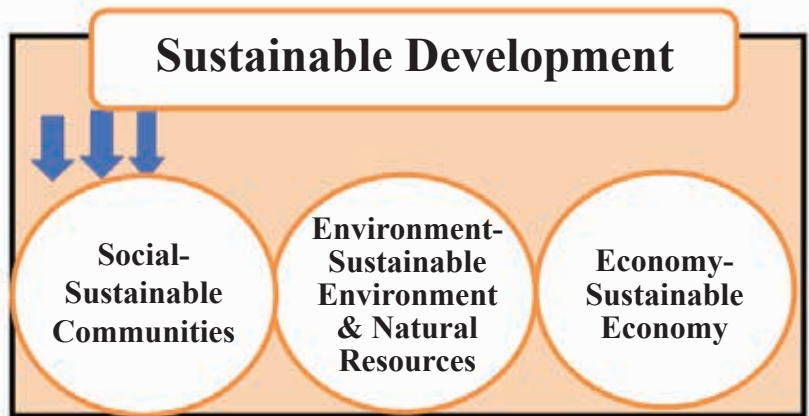 Sustainable Development
Social-
Sustainable
Communities
Environment-
Sustainable
Environment
& Natural
Resources
Economy-
Sustainable
Economy